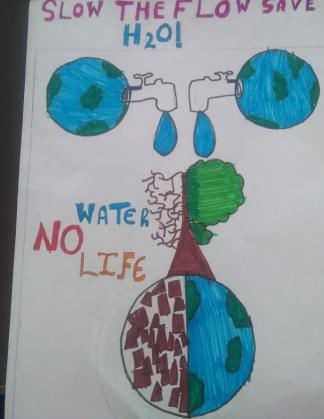 SLOW THE FLOW SAVE
H2O!
WATER
NO
LIFE